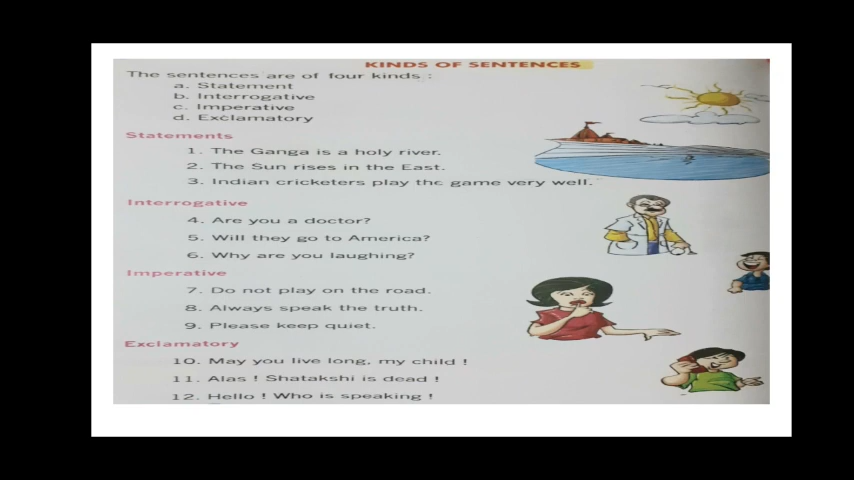 KINDS OF SENTENCES
The sentences are of four kinds :
a. Statement
b. Interrogative
c. Imperative
d. Exclamatory
Statements
1. The Ganga is a holy river.
2. The Sun rises in the East.
3. Indian cricketers play the game very well.
Interrogative
4. Are you a doctor?
5. Will they go to America?
6. Why are you laughing?
Imperative
7. Do not play on the road.
8. Always speak the truth.
9. Please keep quiet.
Exclamatory
10. May you live long, my child !
11. Alas ! Shatakshi is dead !
12. Hello ! Who is speaking !